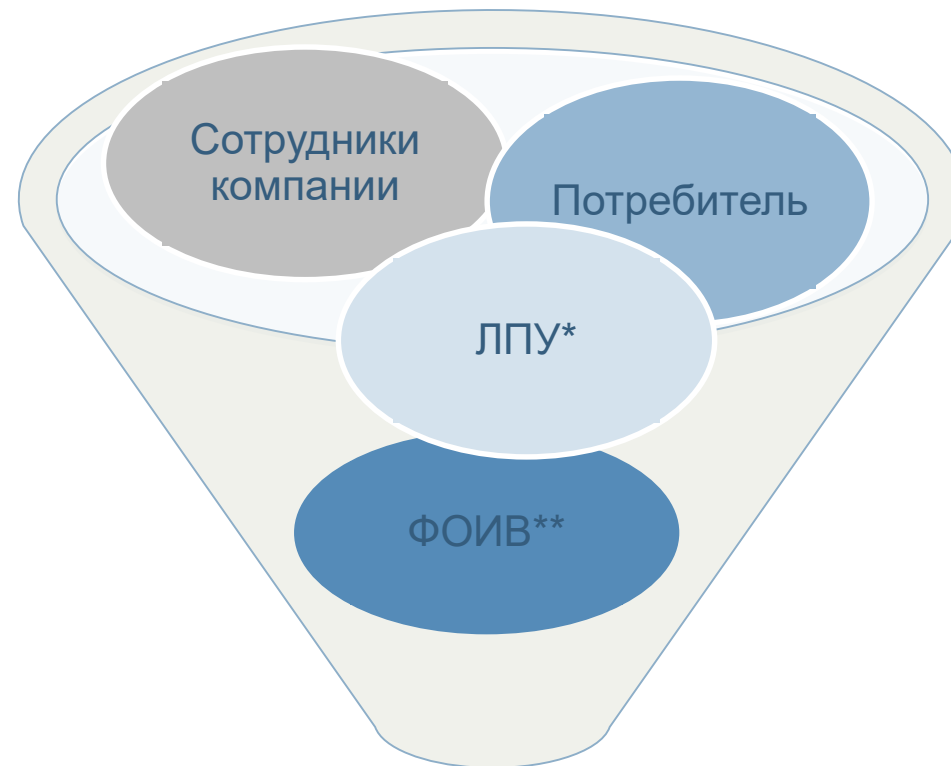 Сотрудники
компании
Потребитель
ЛПУ*
ФОИВ**